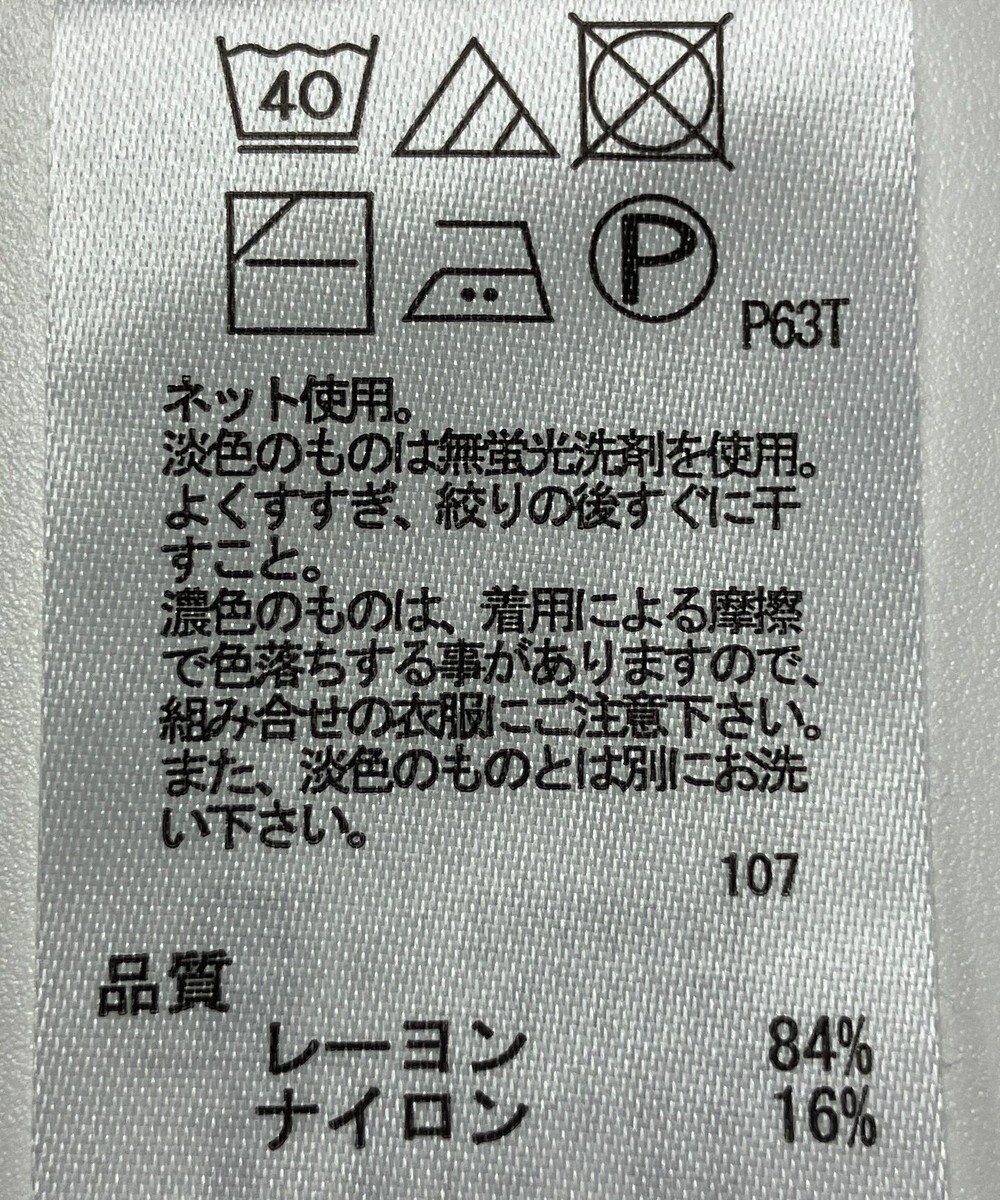 40
P
P63T
ネット使用。
淡色のものは無蛍光洗剤を使用。
よくすすぎ、絞りの後すぐに干
すこと。
濃色のものは、着用による摩擦
で色落ちする事がありますので、
組み合せの衣服にご注意下さい。
また、淡色のものとは別にお洗
い下さい。
107
品質
レーヨン 84%
ナイロン 16%